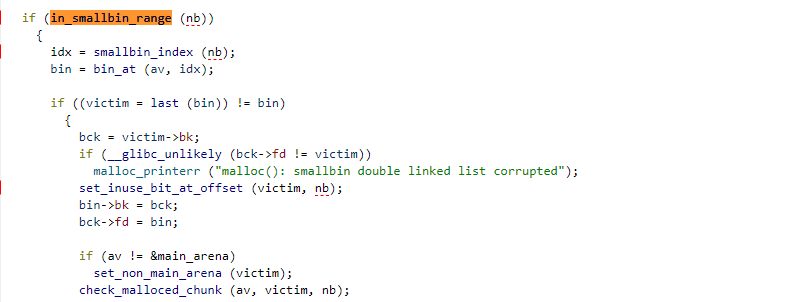 if (in_smallbin_range (nb))
{
idx = smallbin_index (nb);
bin = bin_at (av, idx);
if ((victim = last (bin)) != bin)
{
bck = victim->bk;
if (__glibc_unlikely (bck->fd != victim))
malloc_printerr ("malloc(): smallbin double linked list corrupted");
set_inuse_bit_at_offset (victim, nb);
bin->bk = bck;
bck->fd = bin;
if (av != &main_arena)
set_non_main_arena (victim);
check_malloced_chunk (av, victim, nb);